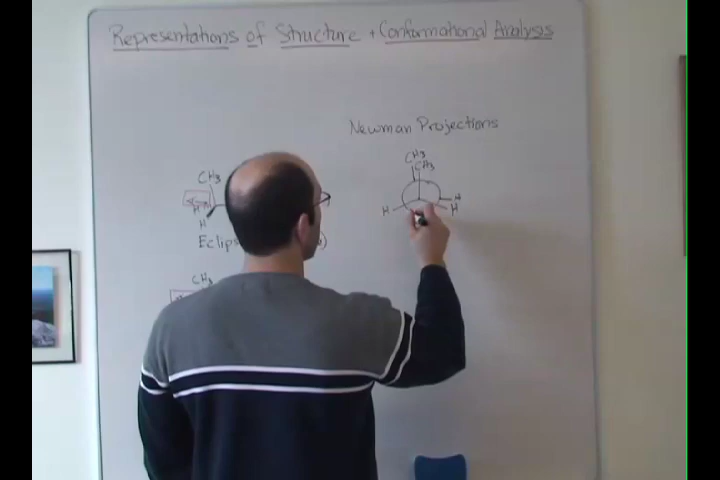 Representations of Structure + Conformational Analysis
Newman Projections
CH3
CH3
CH3
H
H
H
H
H
H
Eclips
CH3